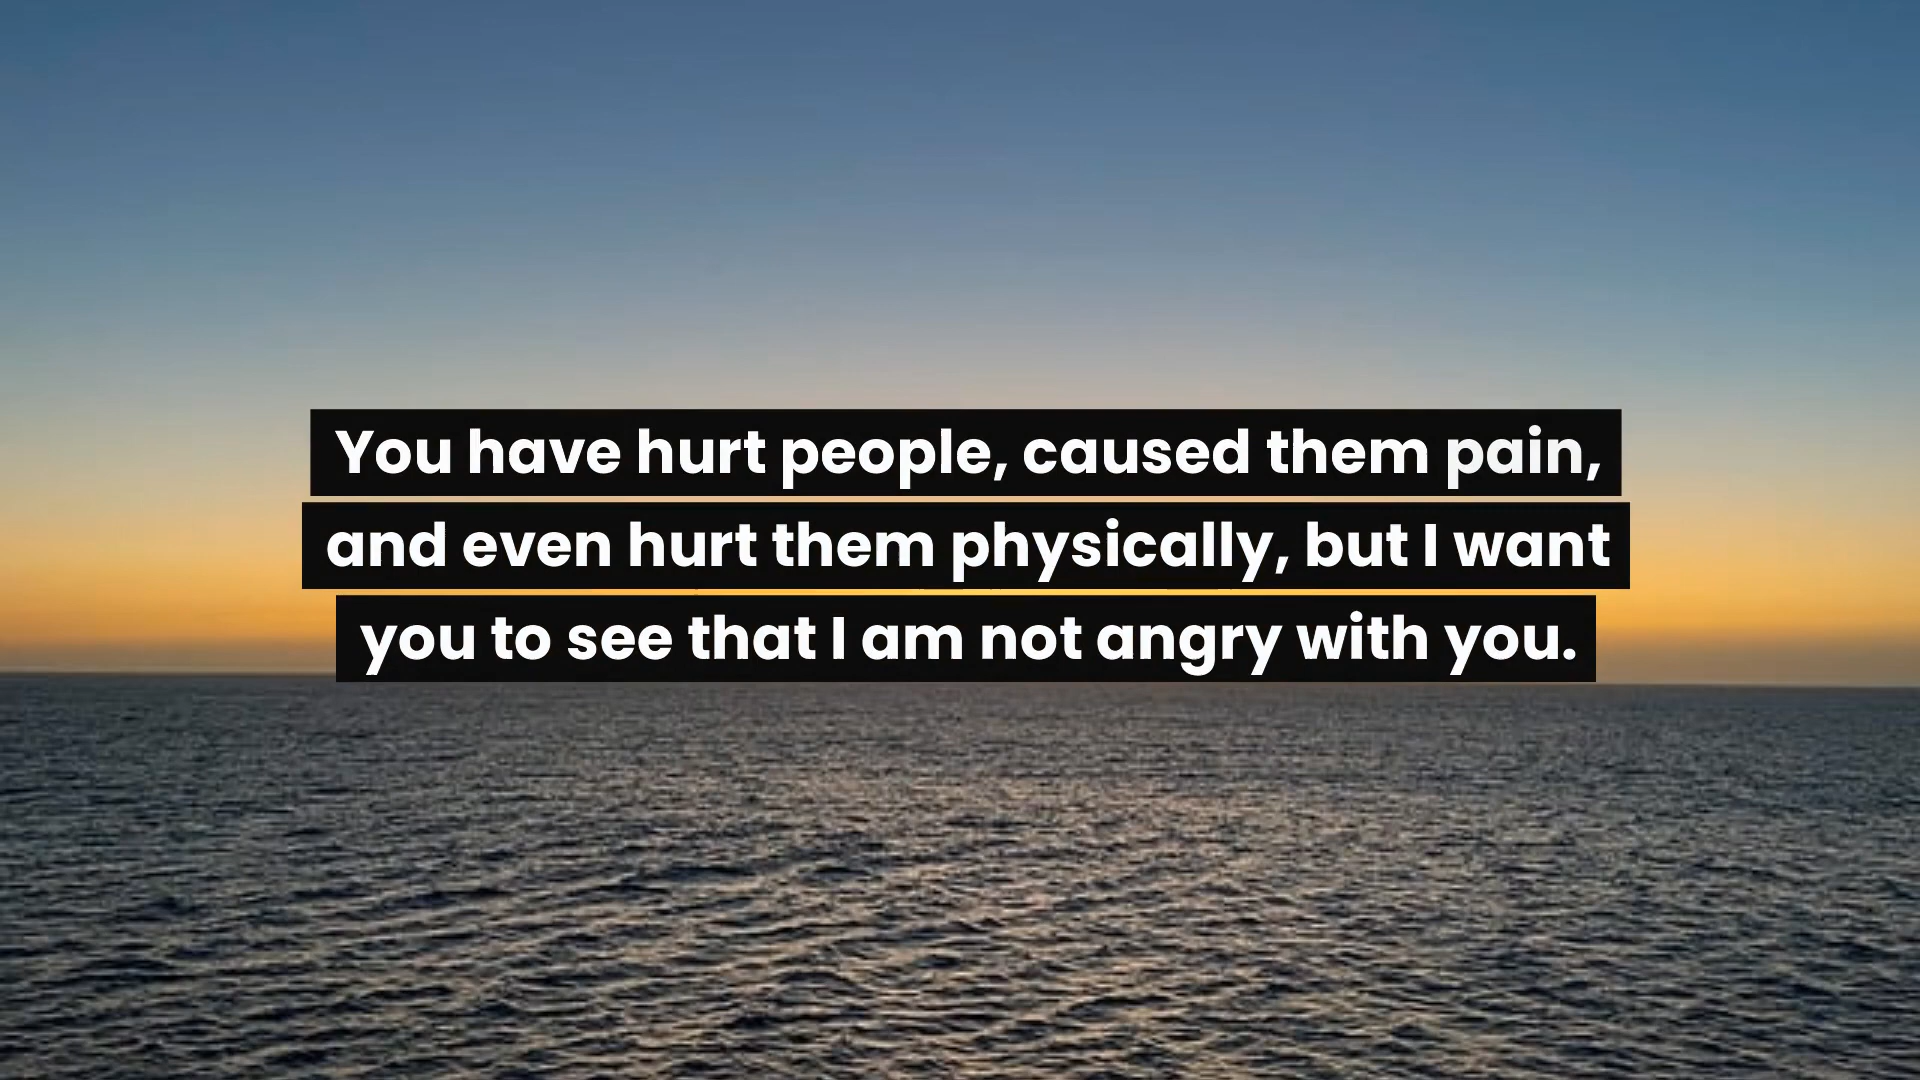 You have hurt people, caused them pain,
and even hurt them physically, but I want
you to see that I am not angry with you.